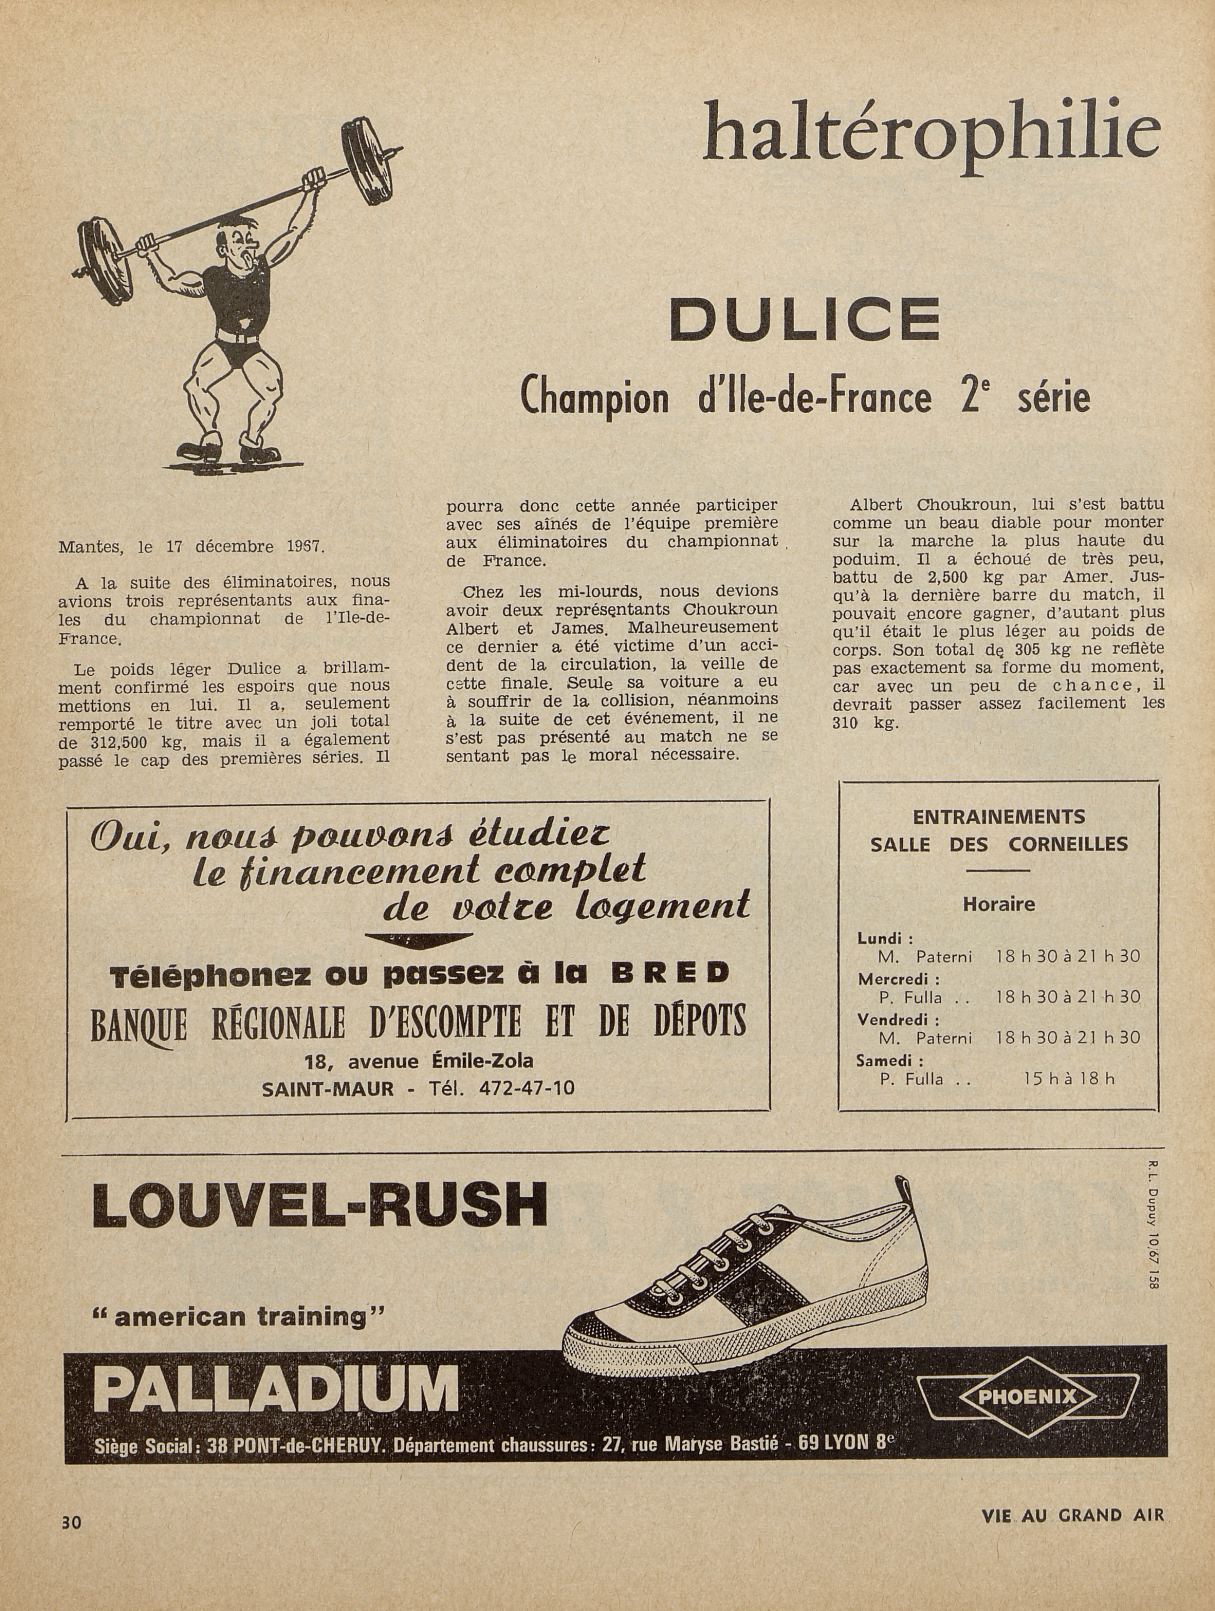 haltérophilie
DULICE
Champion d'Ile-de-France 2e série
Mantes, le 17 décembre 1967.
A la suite des éliminatoires, nous
avions trois représentants aux fina-
les du championnat de l'Ile-de-
France.
Le poids léger Dulice a brillam-
ment confirmé les espoirs que nous
mettions en lui. Il a, seulement
remporté le titre avec un joli total
de 312,500 kg, mais il a également
passé le cap des premières séries. Il
pourra donc cette année participer
avec ses aînés de l'équipe première
aux éliminatoires du championnat
de France.
Chez les mi-lourds, nous devions
avoir deux représentants Choukroun
Albert et James. Malheureusement
ce dernier a été victime d'un acci-
dent de la circulation, la veille de
cette finale. Seule sa voiture a eu
à souffrir de la collision, néanmoins
à la suite de cet événement, il ne
s'est pas présenté au match ne se
sentant pas le moral nécessaire.
Albert Choukroun, lui s'est battu
comme un beau diable pour monter
sur la marche la plus haute du
poduim. Il a échoué de très peu,
battu de 2,500 kg par Amer. Jus-
qu'à la dernière barre du match, il
pouvait encore gagner, d'autant plus
qu'il était le plus léger au poids de
corps. Son total de 305 kg ne reflète
pas exactement sa forme du moment,
car avec un peu de chance, il
devrait passer assez facilement les
310 kg.
Oui, nous pouvons étudier
le financement complet
de votre logement
Téléphonez ou passez à la BRED
BANQUE RÉGIONALE D'ESCOMPTE ET DE DÉPOTS
18, avenue Émile-Zola
SAINT-MAUR - Tél. 472-47-10
ENTRAINEMENTS
SALLE DES CORNEILLES
Horaire
Lundi :
M. Paterni 18 h 30 à 21 h 30
Mercredi :
P. Fulla .. 18 h 30 à 21 h 30
Vendredi :
M. Paterni 18 h 30 à 21 h 30
Samedi :
P. Fulla .. 15 h à 18 h
LOUVEL-RUSH
"american training"
R. L. Dupuy 10/67 158
PALLADIUM
PHOENIX
Siège Social : 38 PONT-de-CHERUY. Département chaussures : 27, rue Maryse Bastié - 69 LYON 8e
30
VIE AU GRAND AIR